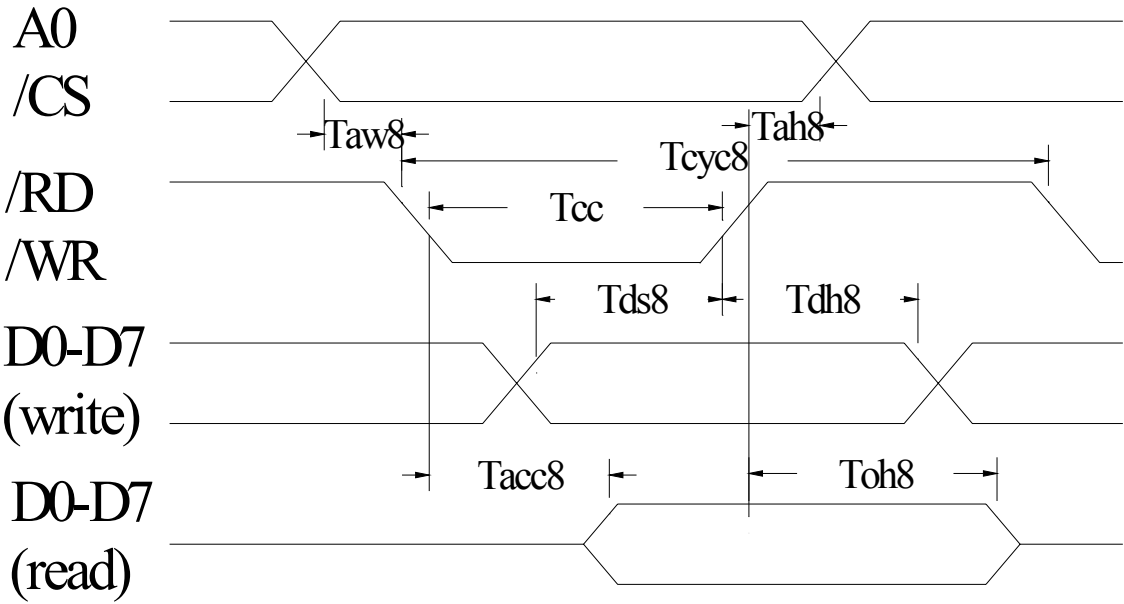 A0
/CS
Taw8
Tah8
Tcyc8
/RD
Tcc
/WR
Tds8
Tdh8
D0-D7
(write)
Tacc8
Toh8
D0-D7
(read)